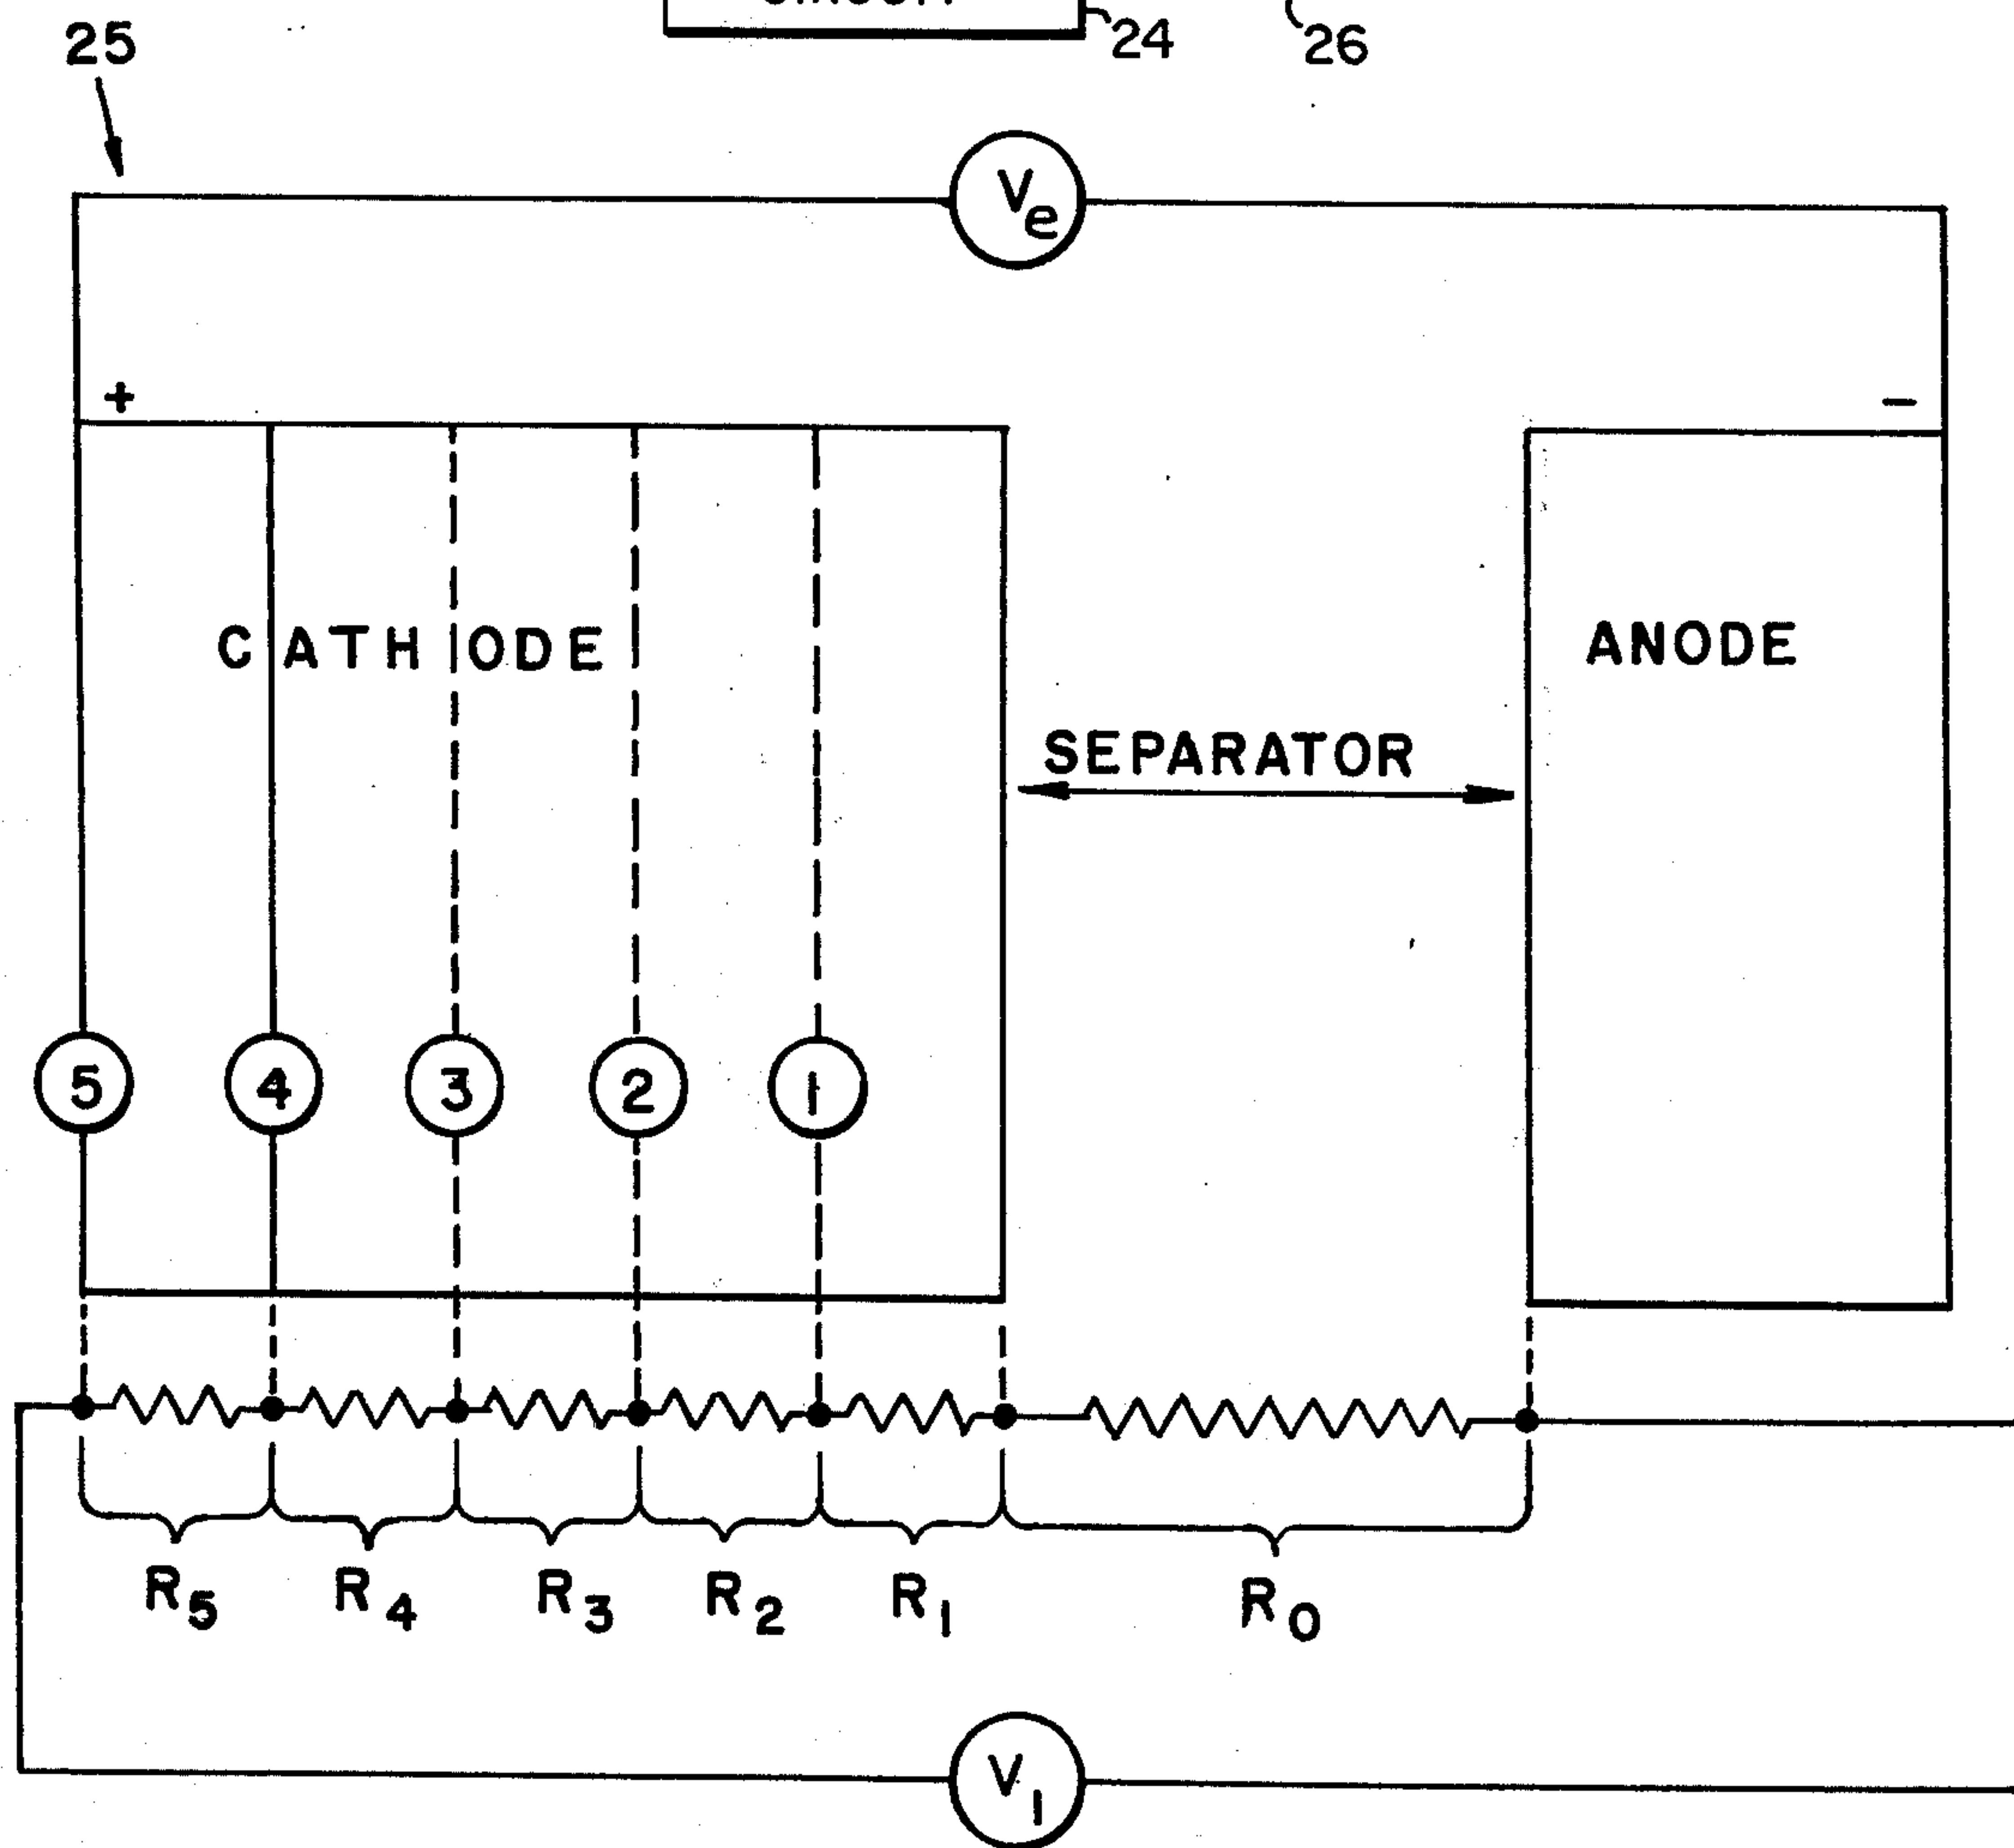 25
24
26
Ve
+
-
CATHODE
ANODE
SEPARATOR
5 4 3 2 1
R5 R4 R3 R2 R1 R0
V1